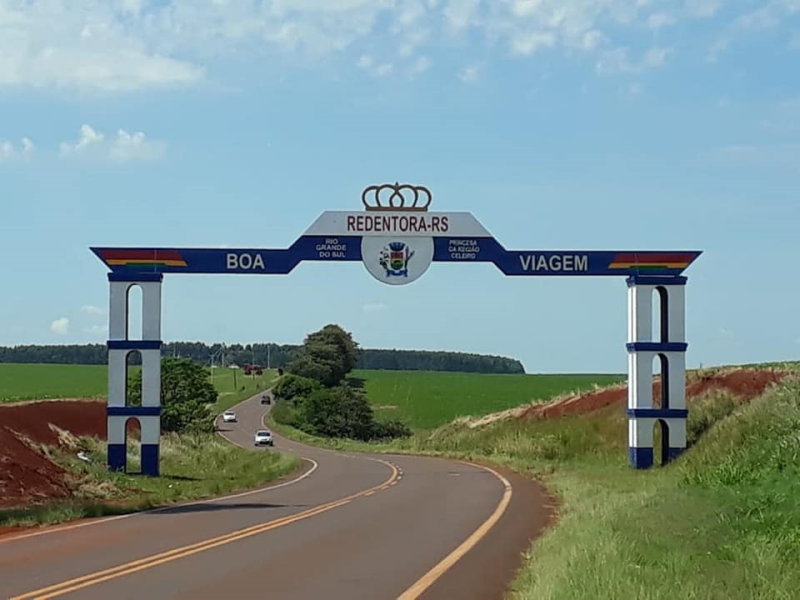 REDENTORA-RS
BOA
RIO
GRANDE
DO SUL
PRINCESA
DA REGIÃO
CELEIRO
VIAGEM